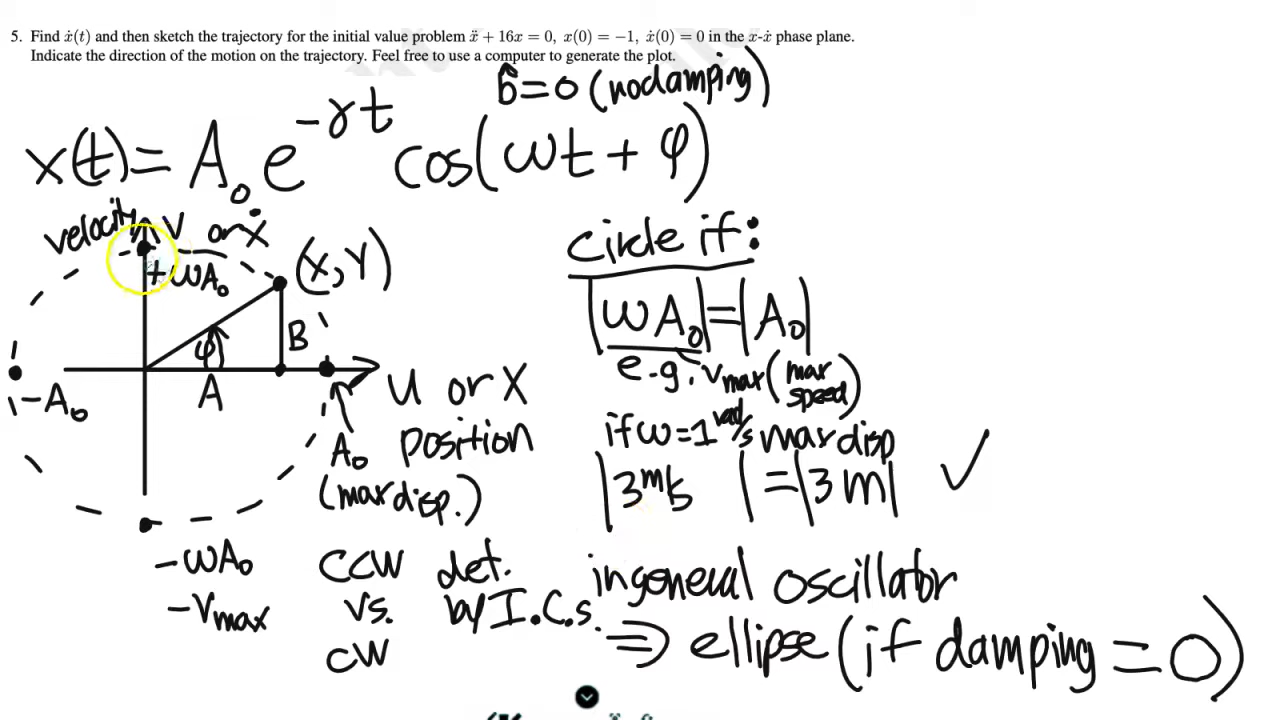 5. Find ẋ(t) and then sketch the trajectory for the initial value problem ẍ + 16x = 0, x(0) = −1, ẋ(0) = 0 in the x-ẋ phase plane.
Indicate the direction of the motion on the trajectory. Feel free to use a computer to generate the plot.
b̂ = 0 (no damping)
x(t) = A₀ e^{-γt} cos(ωt + φ)
velocity V or ẋ
+ωA₀
(X, Y)
φ
B
A
-A₀
U or X
position
A₀
(max disp.)
-ωA₀
-Vmax
CCW
vs.
CW
det.
by I.C.s.
Circle if:
|ωA₀| = |A₀|
e.g. Vmax (max speed)
if ω = 1 rad/s max disp
|3 m/s | = |3 m| ✓
in general oscillator
⇒ ellipse (if damping = 0)